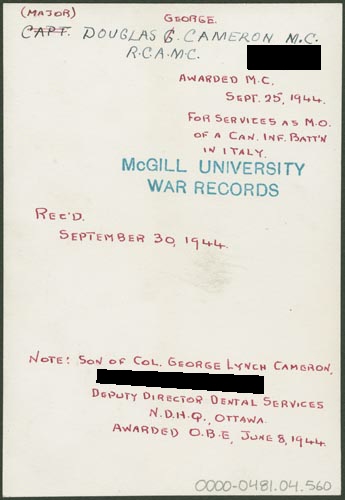 (MAJOR) GEORGE.
CAPT. DOUGLAS G. CAMERON M.C.
R.C.A.M.C.
AWARDED M.C.
SEPT. 25, 1944.
FOR SERVICES AS M.O.
OF A CAN. INF. BATT'N
IN ITALY.
McGILL UNIVERSITY
WAR RECORDS
REC'D.
SEPTEMBER 30, 1944.
NOTE: SON OF COL. GEORGE LYNCH CAMERON,
DEPUTY DIRECTOR DENTAL SERVICES
N.D.H.Q., OTTAWA.
AWARDED O.B.E, JUNE 8, 1944.
0000-0481.04.560